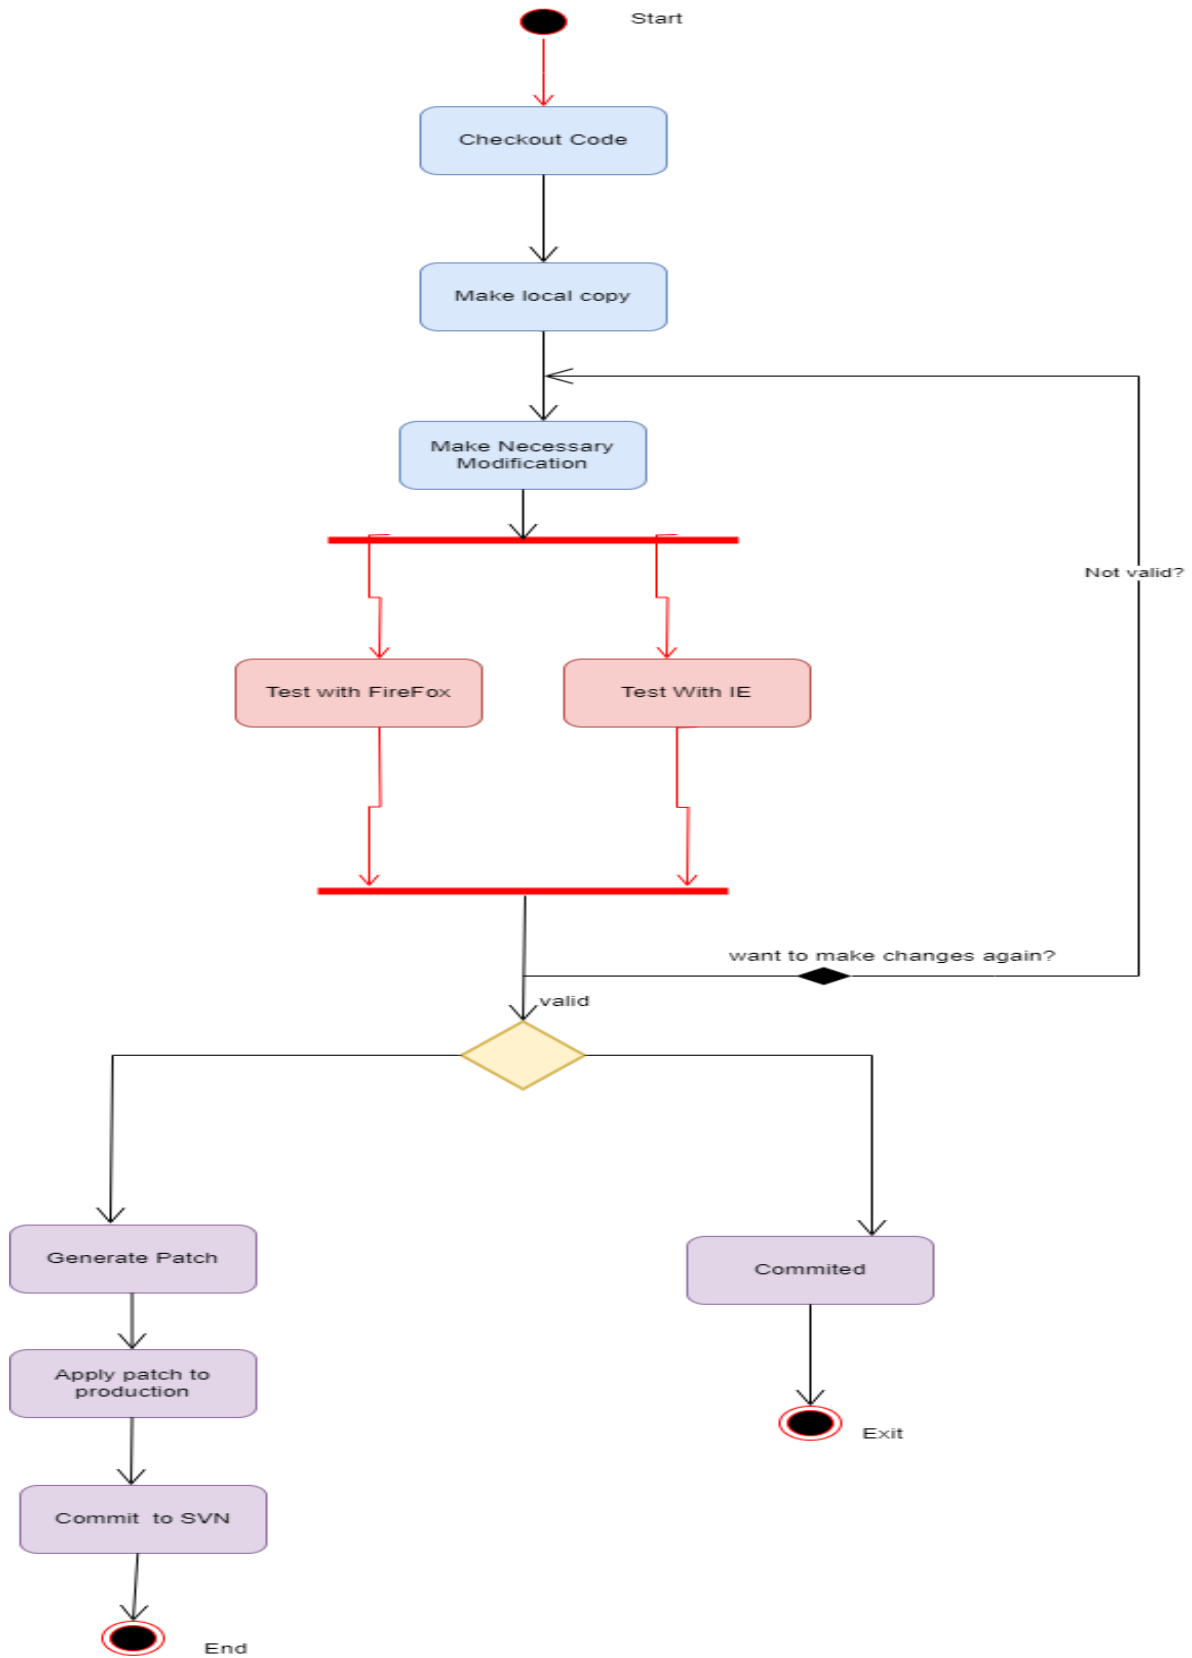 Start
Checkout Code
Make local copy
Make Necessary
Modification
Not valid?
Test with FireFox
Test With IE
want to make changes again?
valid
Generate Patch
Commited
Apply patch to
production
Exit
Commit  to SVN
End